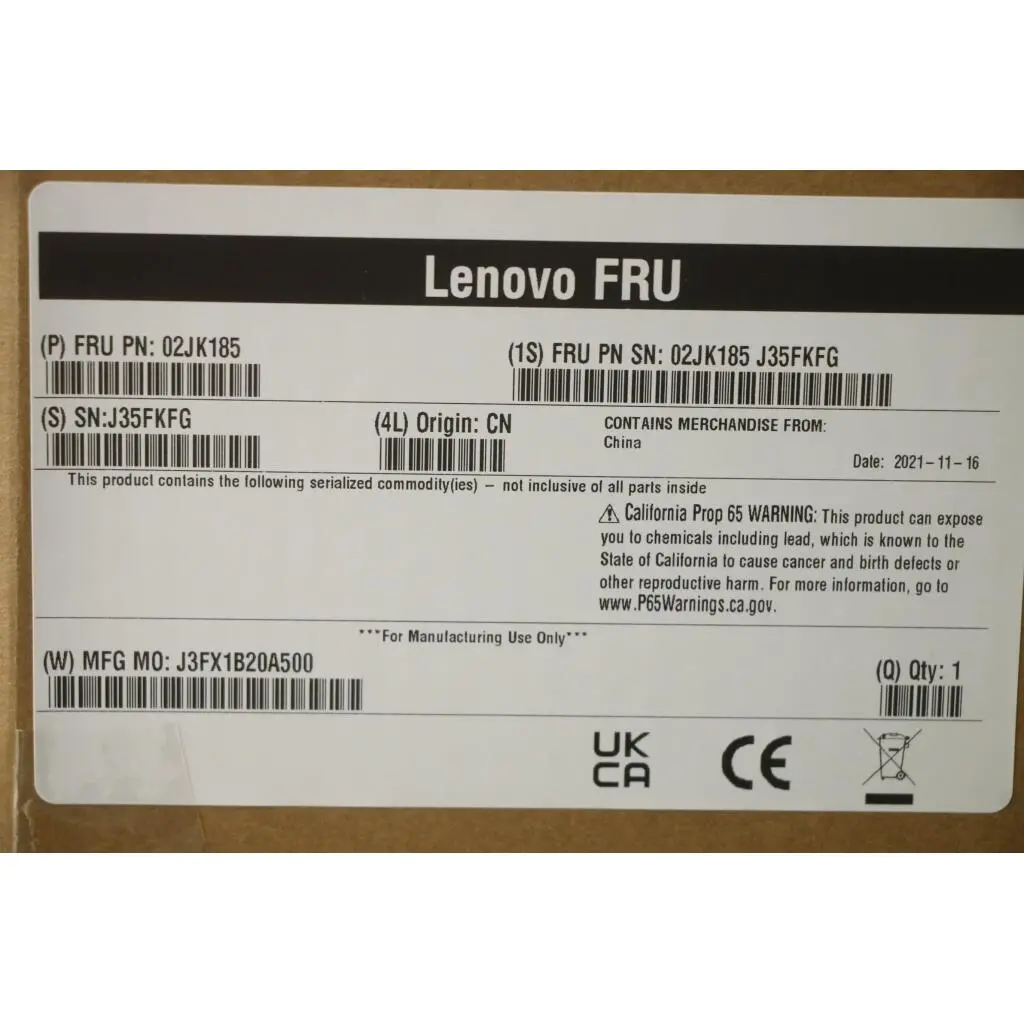 Lenovo FRU
(P) FRU PN: 02JK185
(1S) FRU PN SN: 02JK185 J35FKFG
(S) SN:J35FKFG
(4L) Origin: CN
CONTAINS MERCHANDISE FROM:
China
Date: 2021-11-16
This product contains the following serialized commodity(ies) – not inclusive of all parts inside
⚠ California Prop 65 WARNING: This product can expose
you to chemicals including lead, which is known to the
State of California to cause cancer and birth defects or
other reproductive harm. For more information, go to
www.P65Warnings.ca.gov.
***For Manufacturing Use Only***
(W) MFG MO: J3FX1B20A500
(Q) Qty: 1
UK
CA
CE